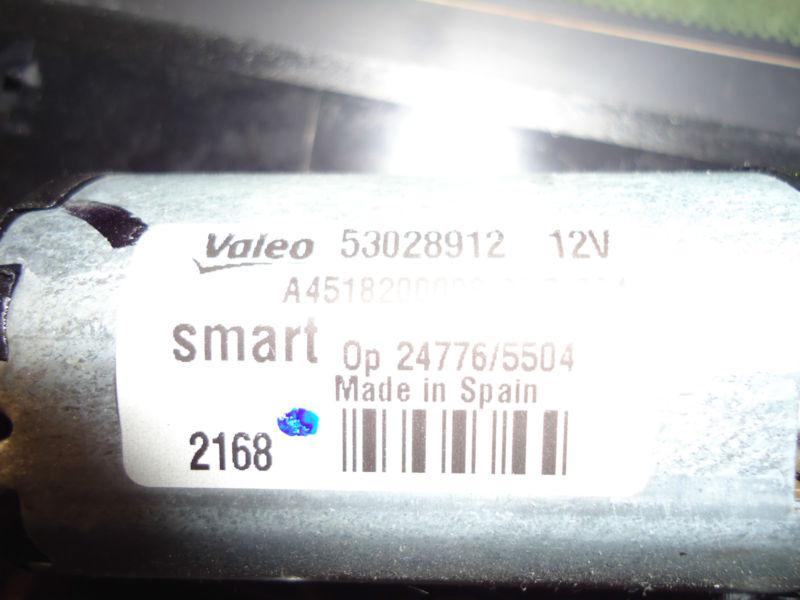 Valeo 53028912 12V
smart
Op 24776/5504
Made in Spain
2168